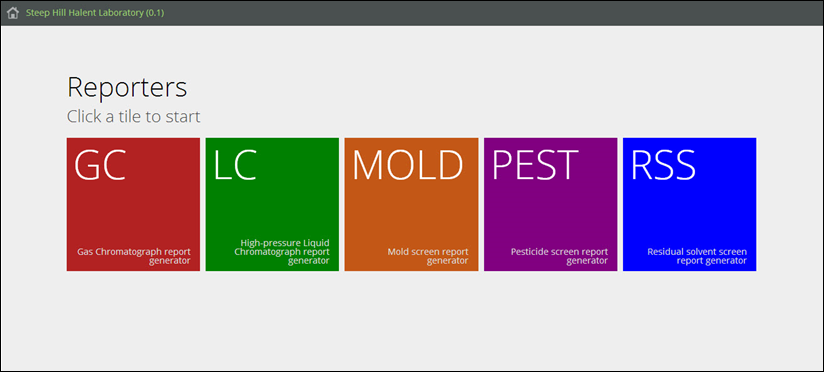 Steep Hill Halent Laboratory (0.1)
Reporters
Click a tile to start
GC
Gas Chromatograph report
generator
LC
High-pressure Liquid
Chromatograph report
generator
MOLD
Mold screen report
generator
PEST
Pesticide screen report
generator
RSS
Residual solvent screen
report generator